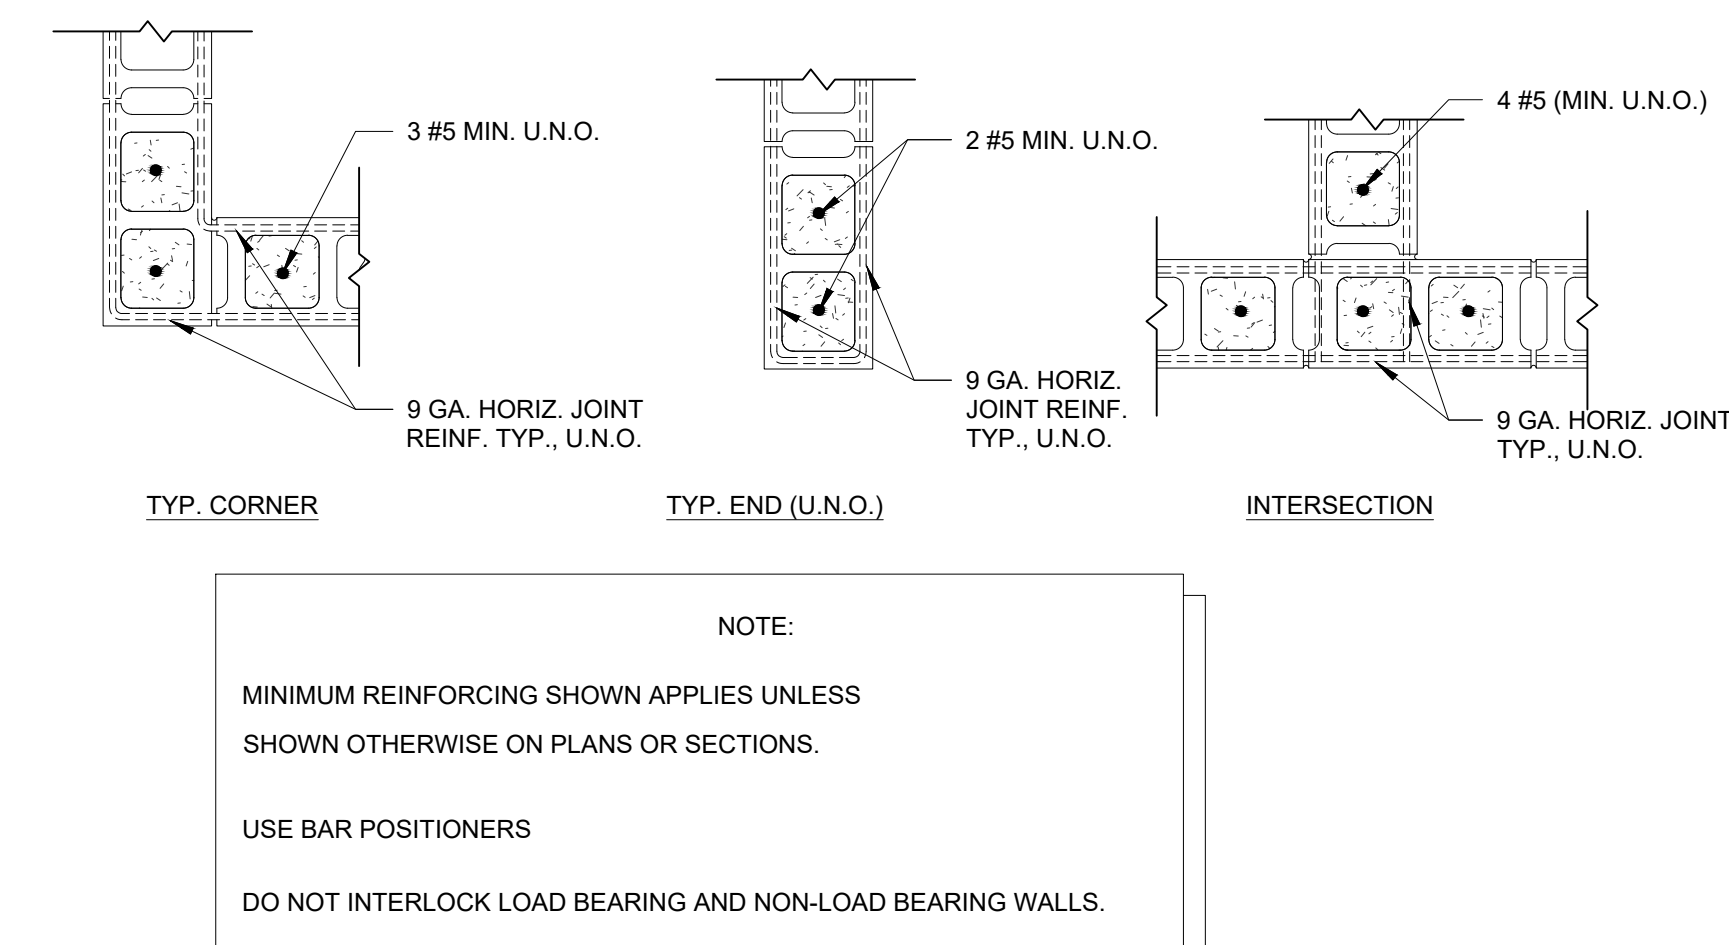 3 #5 MIN. U.N.O.
9 GA. HORIZ. JOINT
REINF. TYP., U.N.O.
TYP. CORNER
2 #5 MIN. U.N.O.
9 GA. HORIZ.
JOINT REINF.
TYP., U.N.O.
TYP. END (U.N.O.)
4 #5 (MIN. U.N.O.)
9 GA. HORIZ. JOINT
TYP., U.N.O.
INTERSECTION
NOTE:
MINIMUM REINFORCING SHOWN APPLIES UNLESS
SHOWN OTHERWISE ON PLANS OR SECTIONS.
USE BAR POSITIONERS
DO NOT INTERLOCK LOAD BEARING AND NON-LOAD BEARING WALLS.